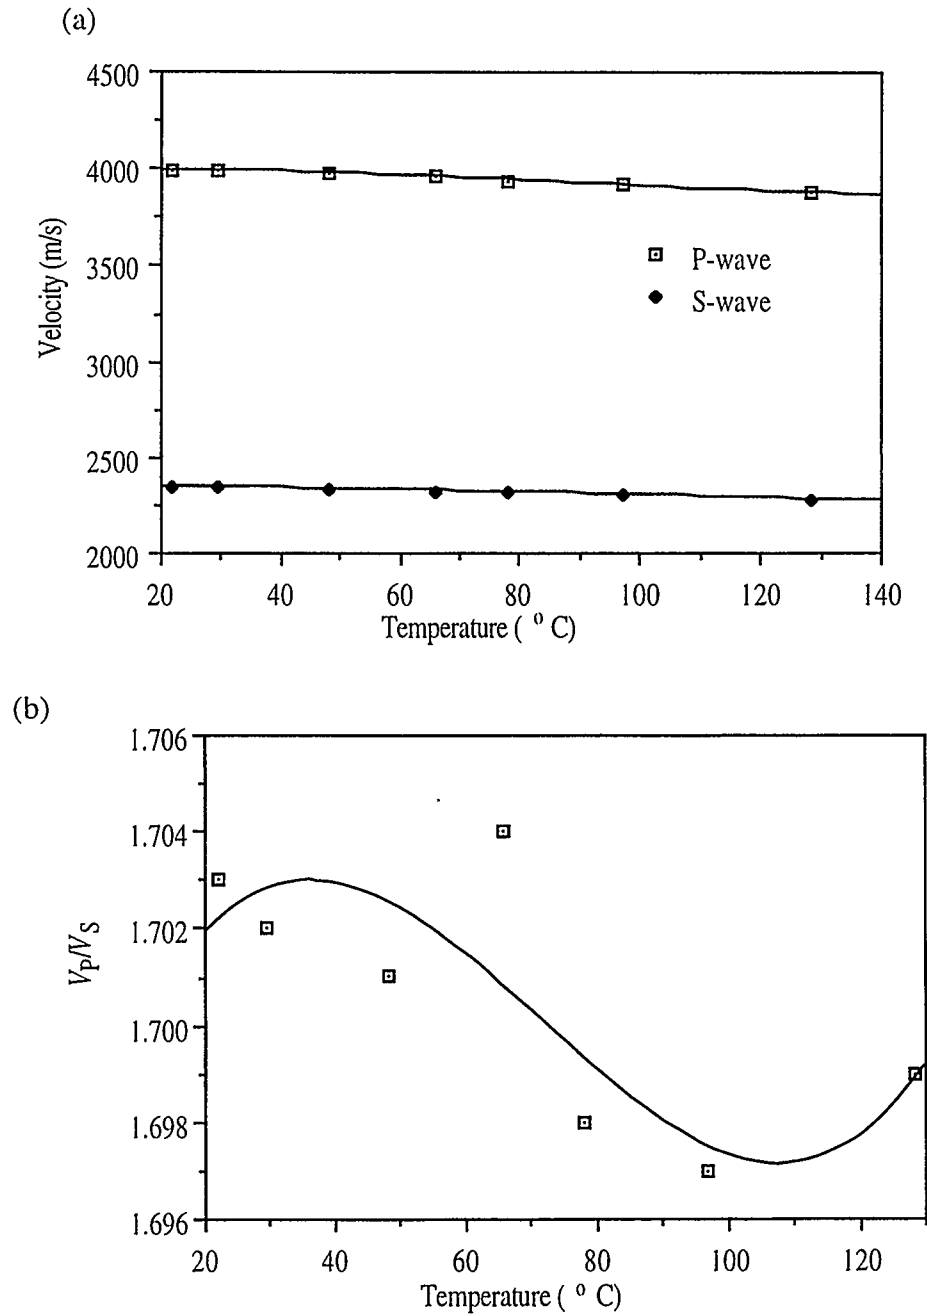 (a)
4500
4000
3500
3000
2500
2000
Velocity (m/s)
P-wave
S-wave
20 40 60 80 100 120 140
Temperature ( ° C)
(b)
1.706
1.704
1.702
1.700
1.698
1.696
VP/VS
20 40 60 80 100 120
Temperature ( ° C)